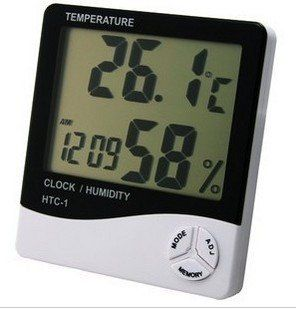 TEMPERATURE
26.1°C
AM 12:09 58%
CLOCK / HUMIDITY
HTC-1
MODE
ADJ
MEMORY